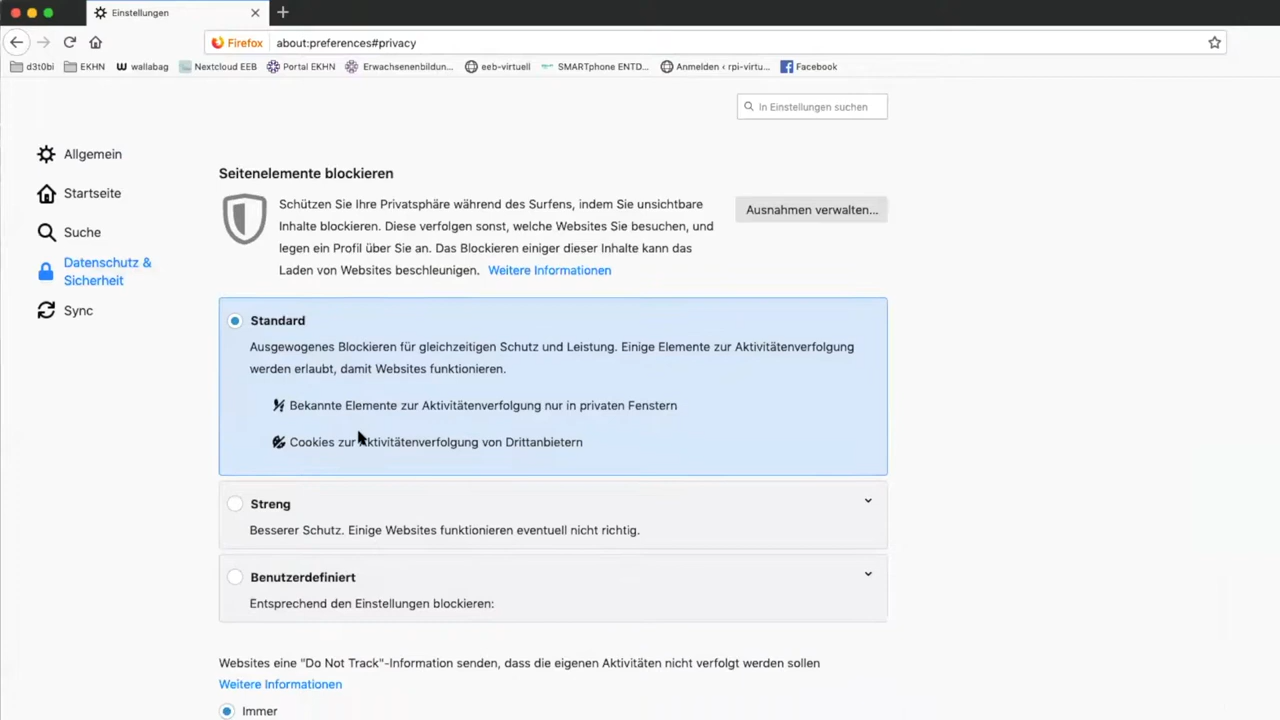 Einstellungen
Firefox about:preferences#privacy
d3t0bi EKHN wallabag Nextcloud EEB Portal EKHN Erwachsenenbildun... eeb-virtuell SMARTphone ENTD... Anmelden ‹ rpi-virtu... Facebook
In Einstellungen suchen
Allgemein
Startseite
Suche
Datenschutz &
Sicherheit
Sync
Seitenelemente blockieren
Schützen Sie Ihre Privatsphäre während des Surfens, indem Sie unsichtbare
Inhalte blockieren. Diese verfolgen sonst, welche Websites Sie besuchen, und
legen ein Profil über Sie an. Das Blockieren einiger dieser Inhalte kann das
Laden von Websites beschleunigen. Weitere Informationen
Ausnahmen verwalten...
Standard
Ausgewogenes Blockieren für gleichzeitigen Schutz und Leistung. Einige Elemente zur Aktivitätenverfolgung
werden erlaubt, damit Websites funktionieren.
Bekannte Elemente zur Aktivitätenverfolgung nur in privaten Fenstern
Cookies zur Aktivitätenverfolgung von Drittanbietern
Streng
Besserer Schutz. Einige Websites funktionieren eventuell nicht richtig.
Benutzerdefiniert
Entsprechend den Einstellungen blockieren:
Websites eine "Do Not Track"-Information senden, dass die eigenen Aktivitäten nicht verfolgt werden sollen
Weitere Informationen
Immer